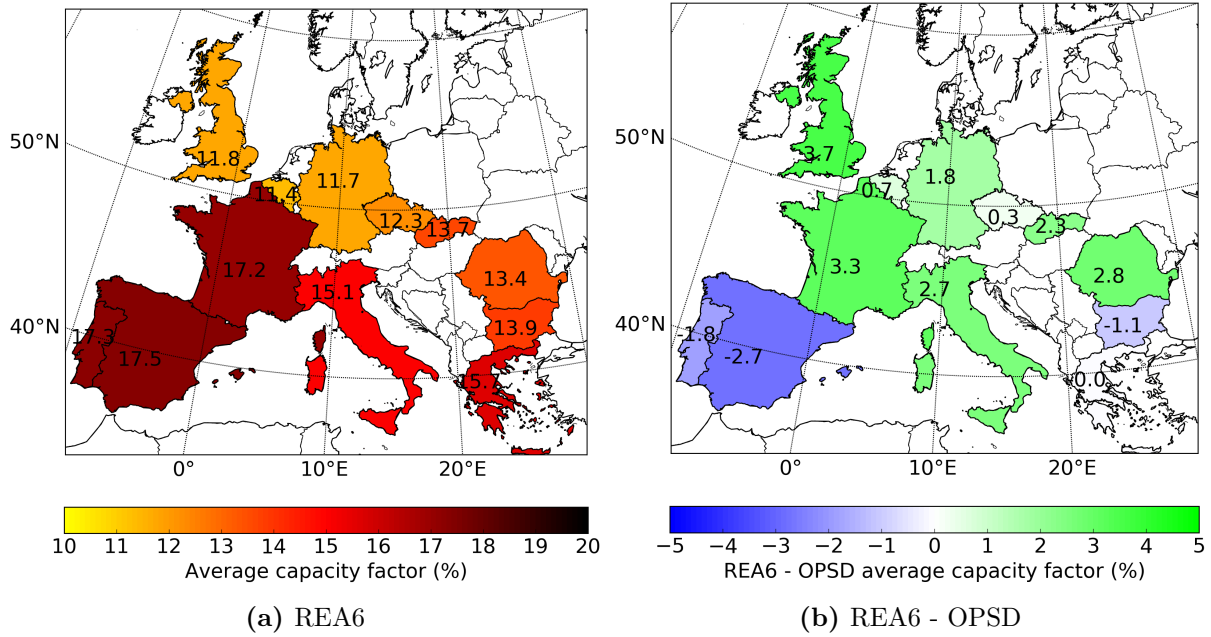 50°N
40°N
0°
10°E
20°E
11.8
11.4
11.7
12.3
13.7
17.2
15.1
13.4
13.9
17.3
17.5
10 11 12 13 14 15 16 17 18 19 20
Average capacity factor (%)
(a) REA6
50°N
40°N
0°
10°E
20°E
3.7
0.7
1.8
0.3
2.3
3.3
2.7
2.8
-1.1
-1.8
-2.7
0.0
−5 −4 −3 −2 −1 0 1 2 3 4 5
REA6 - OPSD average capacity factor (%)
(b) REA6 - OPSD